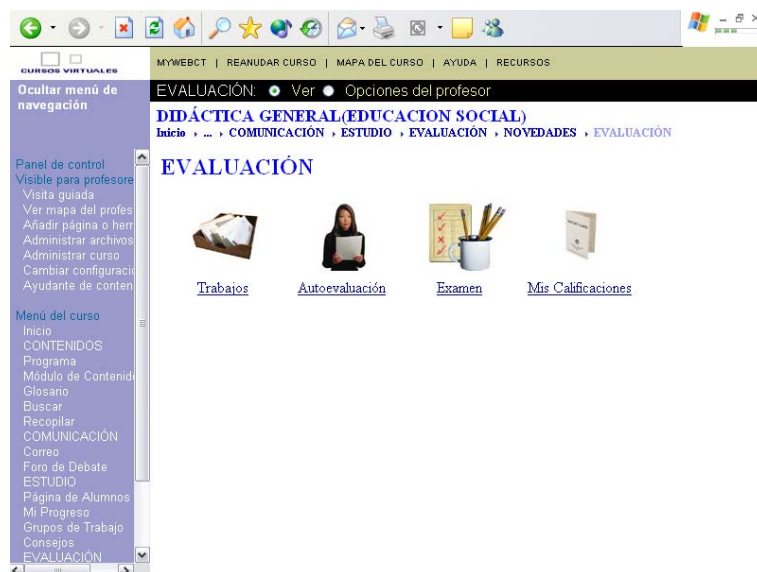 CURSOS VIRTUALES
MYWEBCT | REANUDAR CURSO | MAPA DEL CURSO | AYUDA | RECURSOS
Ocultar menú de
navegación
EVALUACIÓN: Ver Opciones del profesor
DIDÁCTICA GENERAL(EDUCACION SOCIAL)
Inicio › ... › COMUNICACIÓN › ESTUDIO › EVALUACIÓN › NOVEDADES › EVALUACIÓN
Panel de control
Visible para profesore
Visita guiada
Ver mapa del profes
Añadir página o herr
Administrar archivos
Administrar curso
Cambiar configuració
Ayudante de conten
Menú del curso
Inicio
CONTENIDOS
Programa
Módulo de Contenid
Glosario
Buscar
Recopilar
COMUNICACIÓN
Correo
Foro de Debate
ESTUDIO
Página de Alumnos
Mi Progreso
Grupos de Trabajo
Consejos
EVALUACIÓN
EVALUACIÓN
Trabajos Autoevaluación Examen Mis Calificaciones